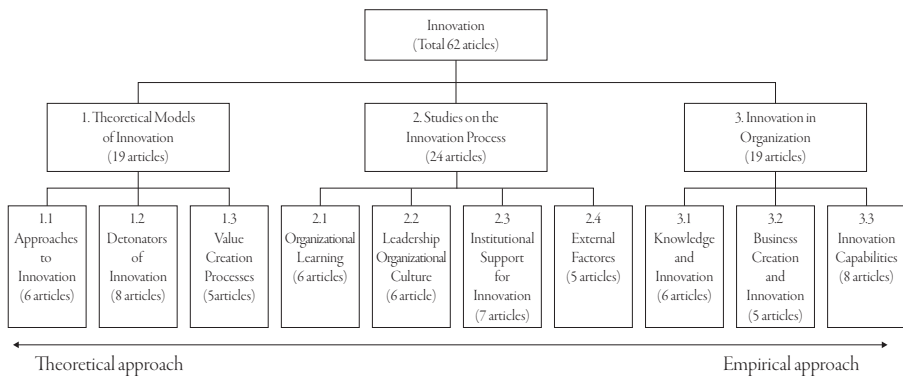 Innovation
(Total 62 aticles)
1. Theoretical Models
of Innovation
(19 articles)
2. Studies on the
Innovation Process
(24 articles)
3. Innovation in
Organization
(19 articles)
1.1
Approaches
to
Innovation
(6 articles)
1.2
Detonators
of
Innovation
(8 articles)
1.3
Value
Creation
Processes
(5articles)
2.1
Organizational
Learning
(6 articles)
2.2
Leadership
Organizational
Culture
(6 article)
2.3
Institutional
Support
for
Innovation
(7 articles)
2.4
External
Factores
(5 articles)
3.1
Knowledge
and
Innovation
(6 articles)
3.2
Business
Creation
and
Innovation
(5 articles)
3.3
Innovation
Capabilities
(8 articles)
Theoretical approach
Empirical approach